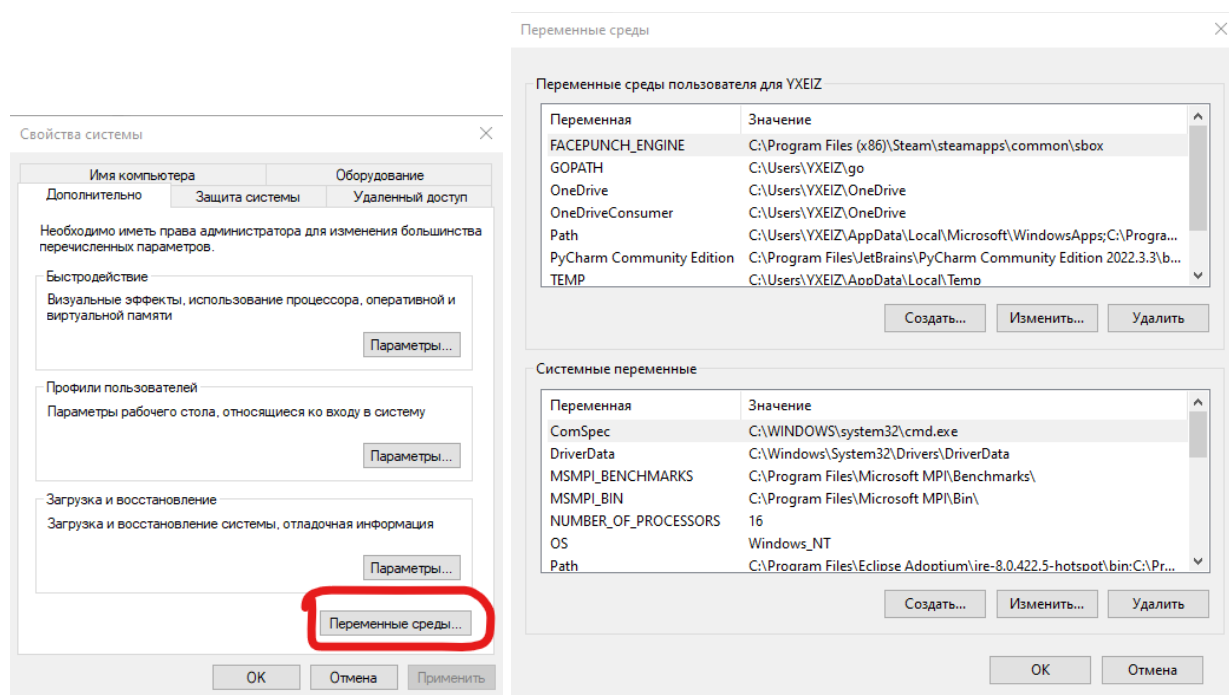 Свойства системы
Имя компьютера Оборудование
Дополнительно Защита системы Удаленный доступ
Необходимо иметь права администратора для изменения большинства
перечисленных параметров.
Быстродействие
Визуальные эффекты, использование процессора, оперативной и
виртуальной памяти
Параметры...
Профили пользователей
Параметры рабочего стола, относящиеся ко входу в систему
Параметры...
Загрузка и восстановление
Загрузка и восстановление системы, отладочная информация
Параметры...
Переменные среды...
OK Отмена Применить
Переменные среды
Переменные среды пользователя для YXEIZ
Переменная Значение
FACEPUNCH_ENGINE C:\Program Files (x86)\Steam\steamapps\common\sbox
GOPATH C:\Users\YXEIZ\go
OneDrive C:\Users\YXEIZ\OneDrive
OneDriveConsumer C:\Users\YXEIZ\OneDrive
Path C:\Users\YXEIZ\AppData\Local\Microsoft\WindowsApps;C:\Progra...
PyCharm Community Edition C:\Program Files\JetBrains\PyCharm Community Edition 2022.3.3\b...
TEMP C:\Users\YXEIZ\AppData\Local\Temp
Создать... Изменить... Удалить
Системные переменные
Переменная Значение
ComSpec C:\WINDOWS\system32\cmd.exe
DriverData C:\Windows\System32\Drivers\DriverData
MSMPI_BENCHMARKS C:\Program Files\Microsoft MPI\Benchmarks\
MSMPI_BIN C:\Program Files\Microsoft MPI\Bin\
NUMBER_OF_PROCESSORS 16
OS Windows_NT
Path C:\Program Files\Eclipse Adoptium\jre-8.0.422.5-hotspot\bin;C:\Pr...
Создать... Изменить... Удалить
OK Отмена